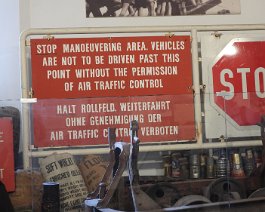 STOP MANOEUVERING AREA. VEHICLES
ARE NOT TO BE DRIVEN PAST THIS
POINT WITHOUT THE PERMISSION
OF AIR TRAFFIC CONTROL
HALT ROLLFELD. WEITERFAHRT
OHNE GENEHMIGUNG DER
AIR TRAFFIC CONTROL VERBOTEN
STOP